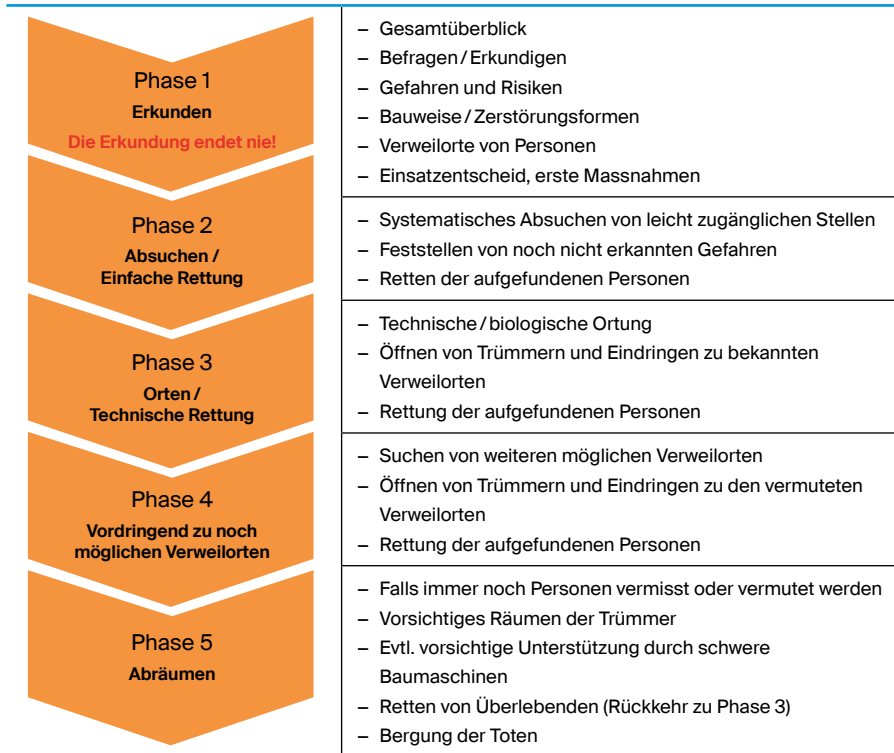 Phase 1
Erkunden
Die Erkundung endet nie!
– Gesamtüberblick
– Befragen / Erkundigen
– Gefahren und Risiken
– Bauweise / Zerstörungsformen
– Verweilorte von Personen
– Einsatzentscheid, erste Massnahmen
Phase 2
Absuchen /
Einfache Rettung
– Systematisches Absuchen von leicht zugänglichen Stellen
– Feststellen von noch nicht erkannten Gefahren
– Retten der aufgefundenen Personen
Phase 3
Orten /
Technische Rettung
– Technische / biologische Ortung
– Öffnen von Trümmern und Eindringen zu bekannten
Verweilorten
– Rettung der aufgefundenen Personen
Phase 4
Vordringend zu noch
möglichen Verweilorten
– Suchen von weiteren möglichen Verweilorten
– Öffnen von Trümmern und Eindringen zu den vermuteten
Verweilorten
– Rettung der aufgefundenen Personen
Phase 5
Abräumen
– Falls immer noch Personen vermisst oder vermutet werden
– Vorsichtiges Räumen der Trümmer
– Evtl. vorsichtige Unterstützung durch schwere
Baumaschinen
– Retten von Überlebenden (Rückkehr zu Phase 3)
– Bergung der Toten